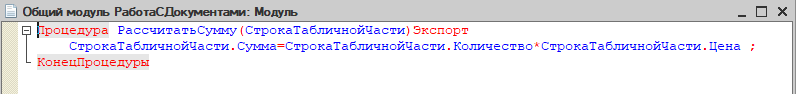 Общий модуль РаботаСДокументами: Модуль
Процедура РассчитатьСумму(СтрокаТабличнойЧасти)Экспорт
СтрокаТабличнойЧасти.Сумма=СтрокаТабличнойЧасти.Количество*СтрокаТабличнойЧасти.Цена ;
КонецПроцедуры